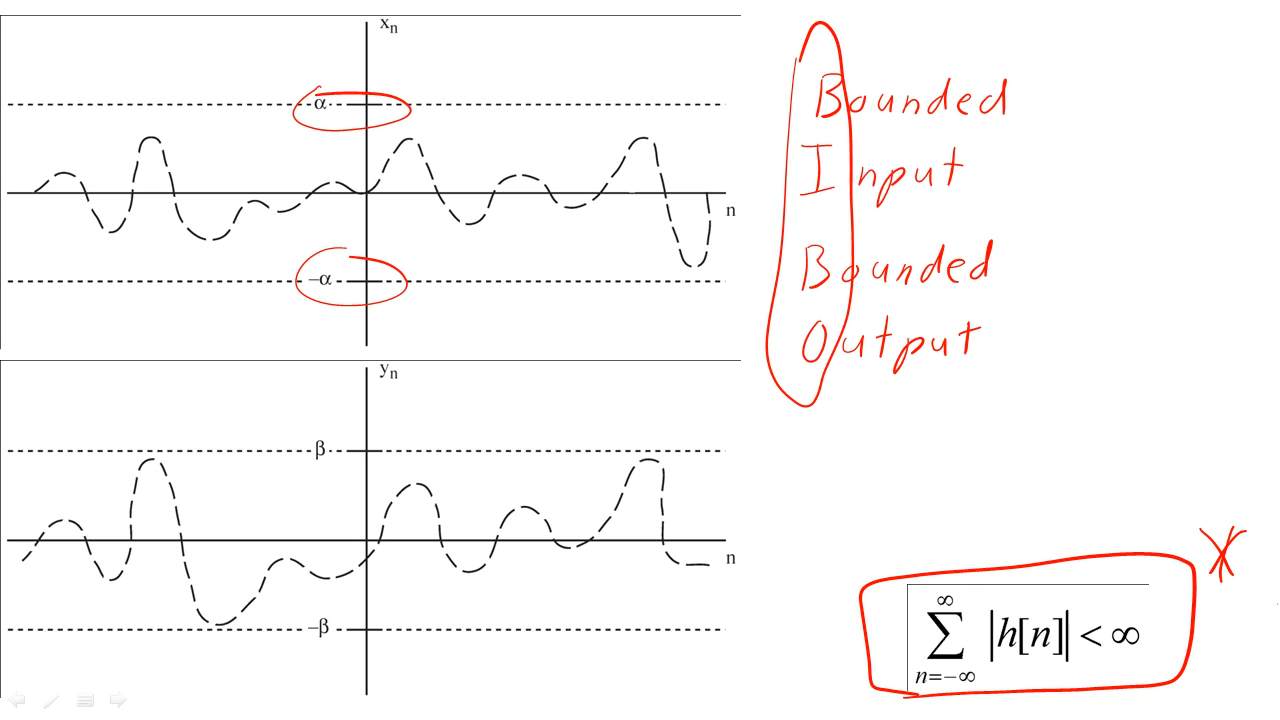 xₙ
α
−α
n
yₙ
β
−β
n
Bounded
Input
Bounded
Output
∞
∑ |h[n]| < ∞
n=−∞